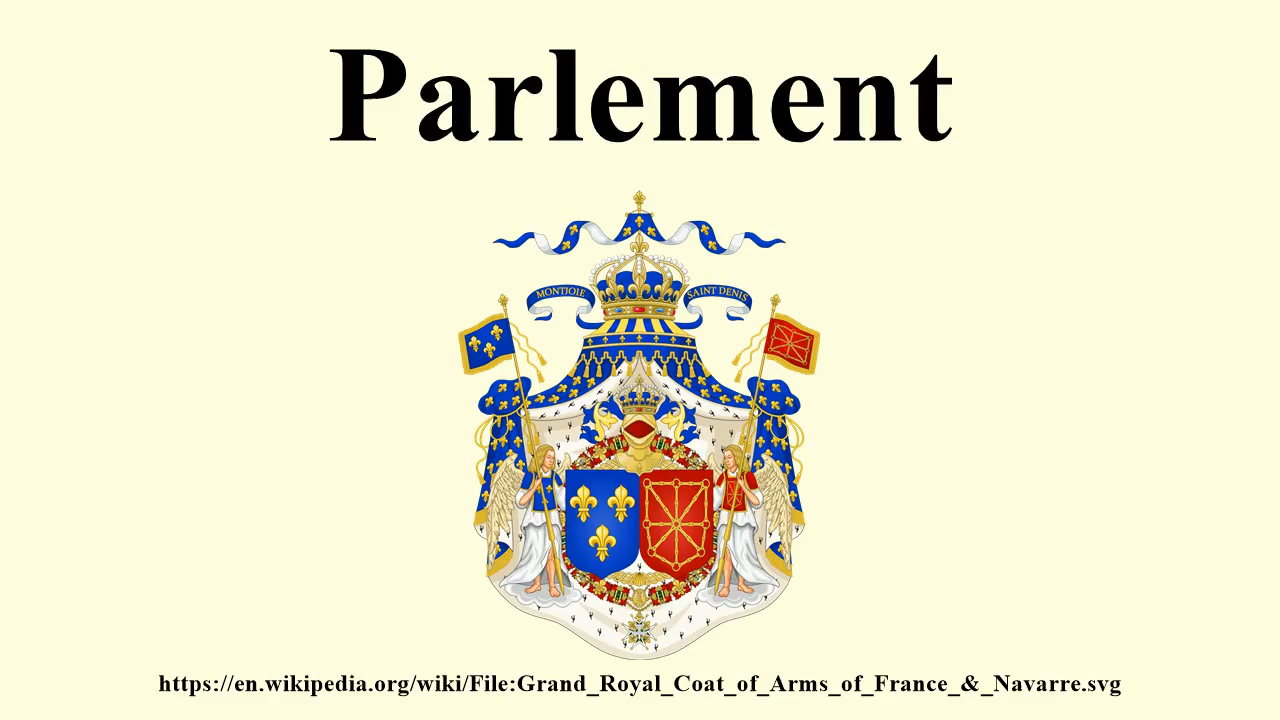 Parlement
MONTJOIE SAINT DENIS
https://en.wikipedia.org/wiki/File:Grand_Royal_Coat_of_Arms_of_France_&_Navarre.svg